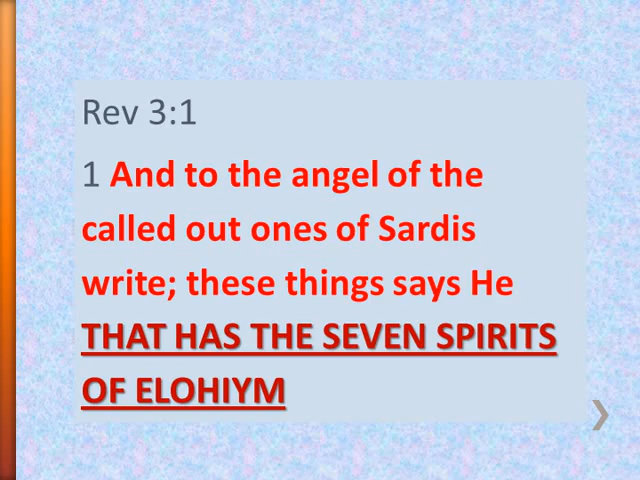 Rev 3:1
1 And to the angel of the
called out ones of Sardis
write; these things says He
THAT HAS THE SEVEN SPIRITS
OF ELOHIYM